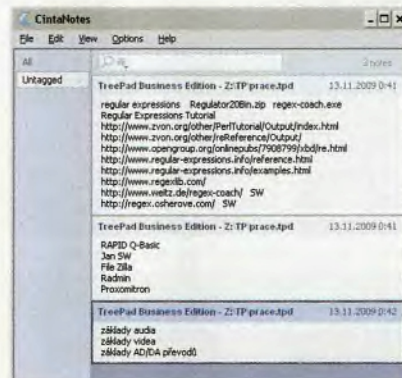 CintaNotes
File Edit View Options Help
All
2 notes
Untagged
TreePad Business Edition - Z:TP prace.tpd 13.11.2009 0:41
regular expressions Regulator20Bin.zip regex-coach.exe
Regular Expressions Tutorial
http://www.zvon.org/other/PerlTutorial/Output/index.html
http://www.zvon.org/other/reReference/Output/
http://www.opengroup.org/onlinepubs/7908799/xbd/re.html
http://www.regular-expressions.info/reference.html
http://www.regular-expressions.info/examples.html
http://www.regexlib.com/
http://www.weitz.de/regex-coach/ SW
http://regex.osherove.com/ SW
TreePad Business Edition - Z:TP prace.tpd 13.11.2009 0:41
RAPID Q-Basic
Jan SW
File Zilla
Radmin
Proxomitron
TreePad Business Edition - Z:TP prace.tpd 13.11.2009 0:42
základy audia
základy videa
základy AD/DA převodů